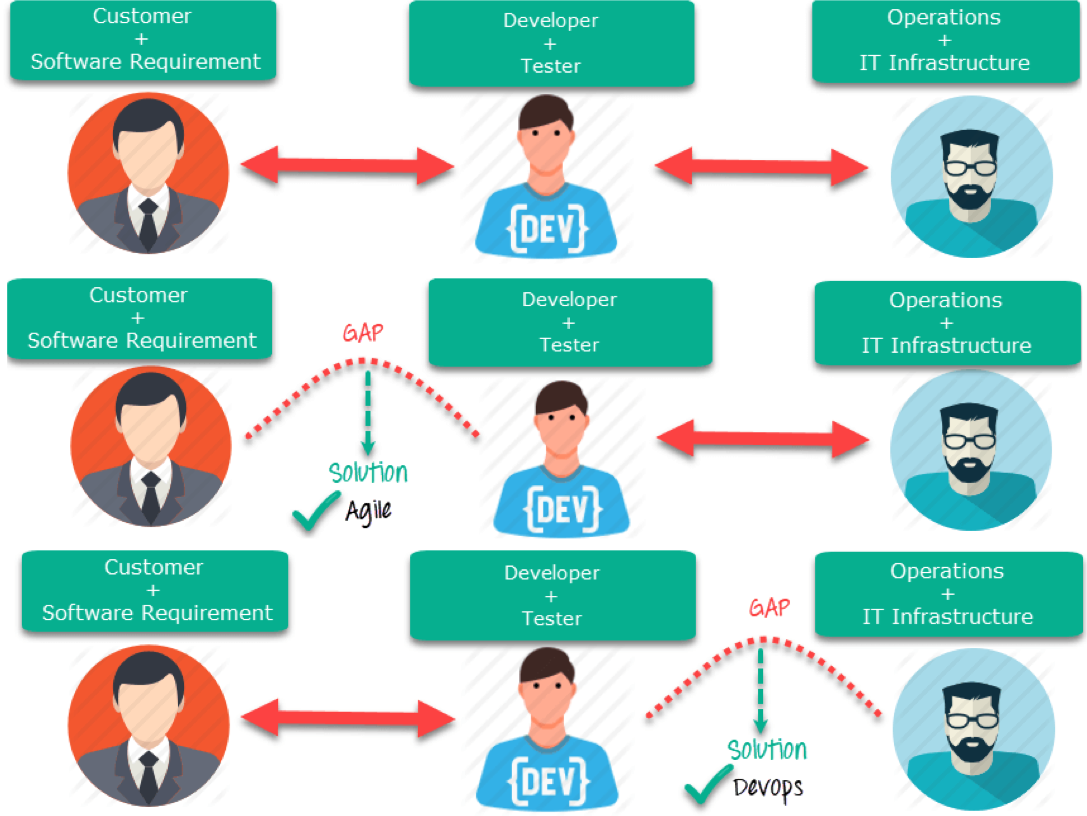 Customer
+
Software Requirement
Developer
+
Tester
Operations
+
IT Infrastructure
{DEV}
Customer
+
Software Requirement
GAP
Solution
Agile
Developer
+
Tester
Operations
+
IT Infrastructure
{DEV}
Customer
+
Software Requirement
Developer
+
Tester
GAP
Solution
Devops
Operations
+
IT Infrastructure
{DEV}